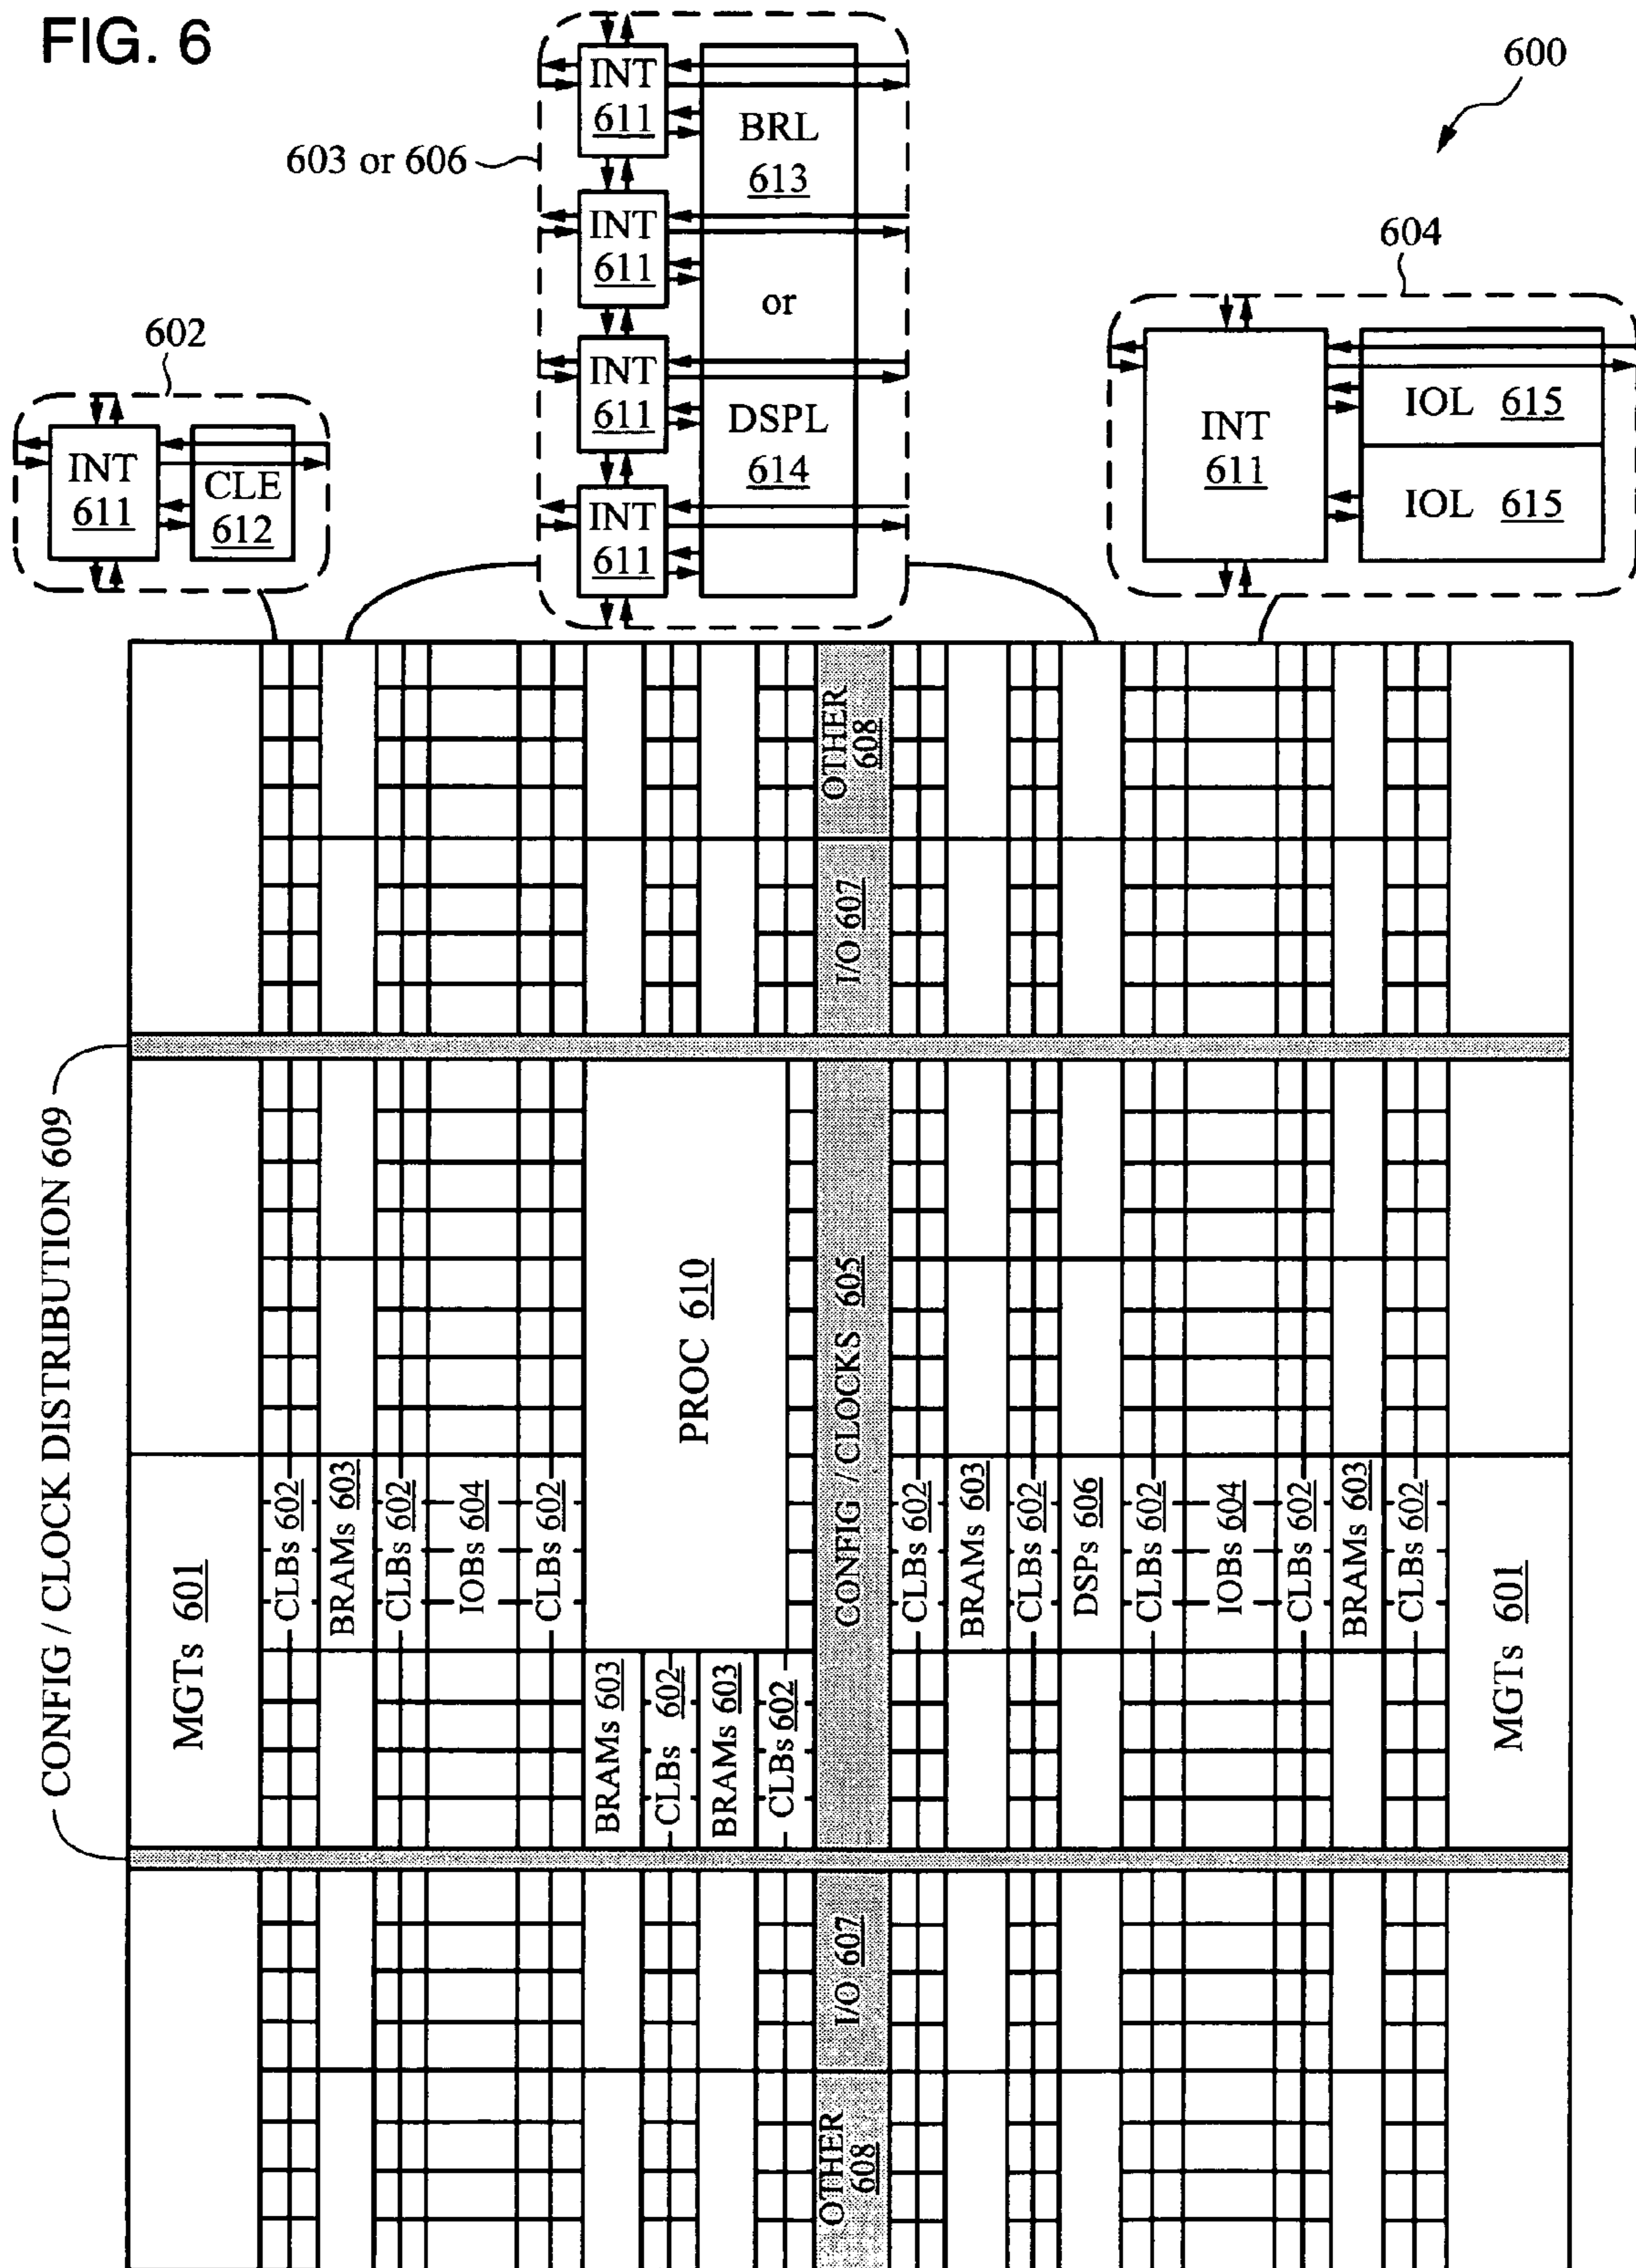 FIG. 6
600
603 or 606
INT
611
INT
611
INT
611
INT
611
BRL
613
or
DSPL
614
604
INT
611
IOL 615
IOL 615
602
INT
611
CLE
612
OTHER
608
I/O 607
CONFIG / CLOCK DISTRIBUTION 609
PROC 610
CONFIG / CLOCKS 605
MGTs 601
CLBs 602
BRAMs 603
CLBs 602
IOBs 604
CLBs 602
BRAMs 603
CLBs 602
BRAMs 603
CLBs 602
CLBs 602
BRAMs 603
CLBs 602
DSPs 606
CLBs 602
IOBs 604
CLBs 602
BRAMs 603
CLBs 602
MGTs 601
I/O 607
OTHER
608